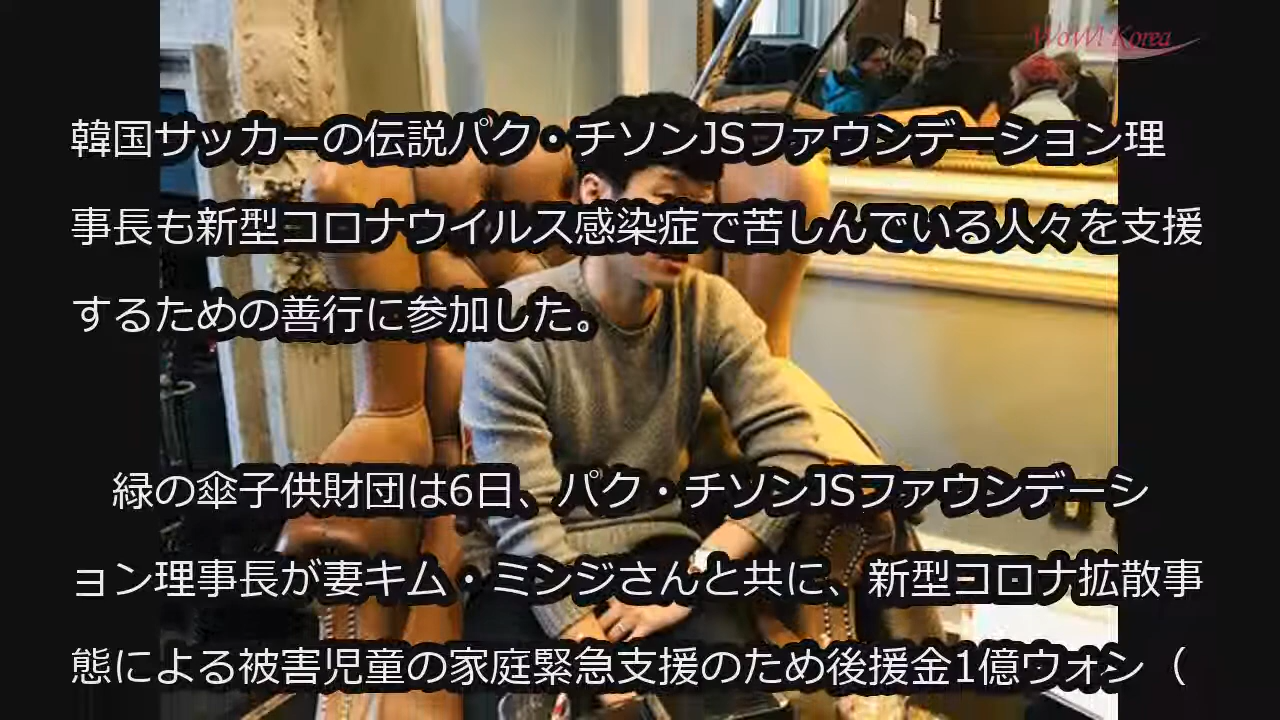 WoW! Korea
韓国サッカーの伝説パク・チソンJSファウンデーション理
事長も新型コロナウイルス感染症で苦しんでいる人々を支援
するための善行に参加した。
緑の傘子供財団は6日、パク・チソンJSファウンデーシ
ョン理事長が妻キム・ミンジさんと共に、新型コロナ拡散事
態による被害児童の家庭緊急支援のため後援金1億ウォン（